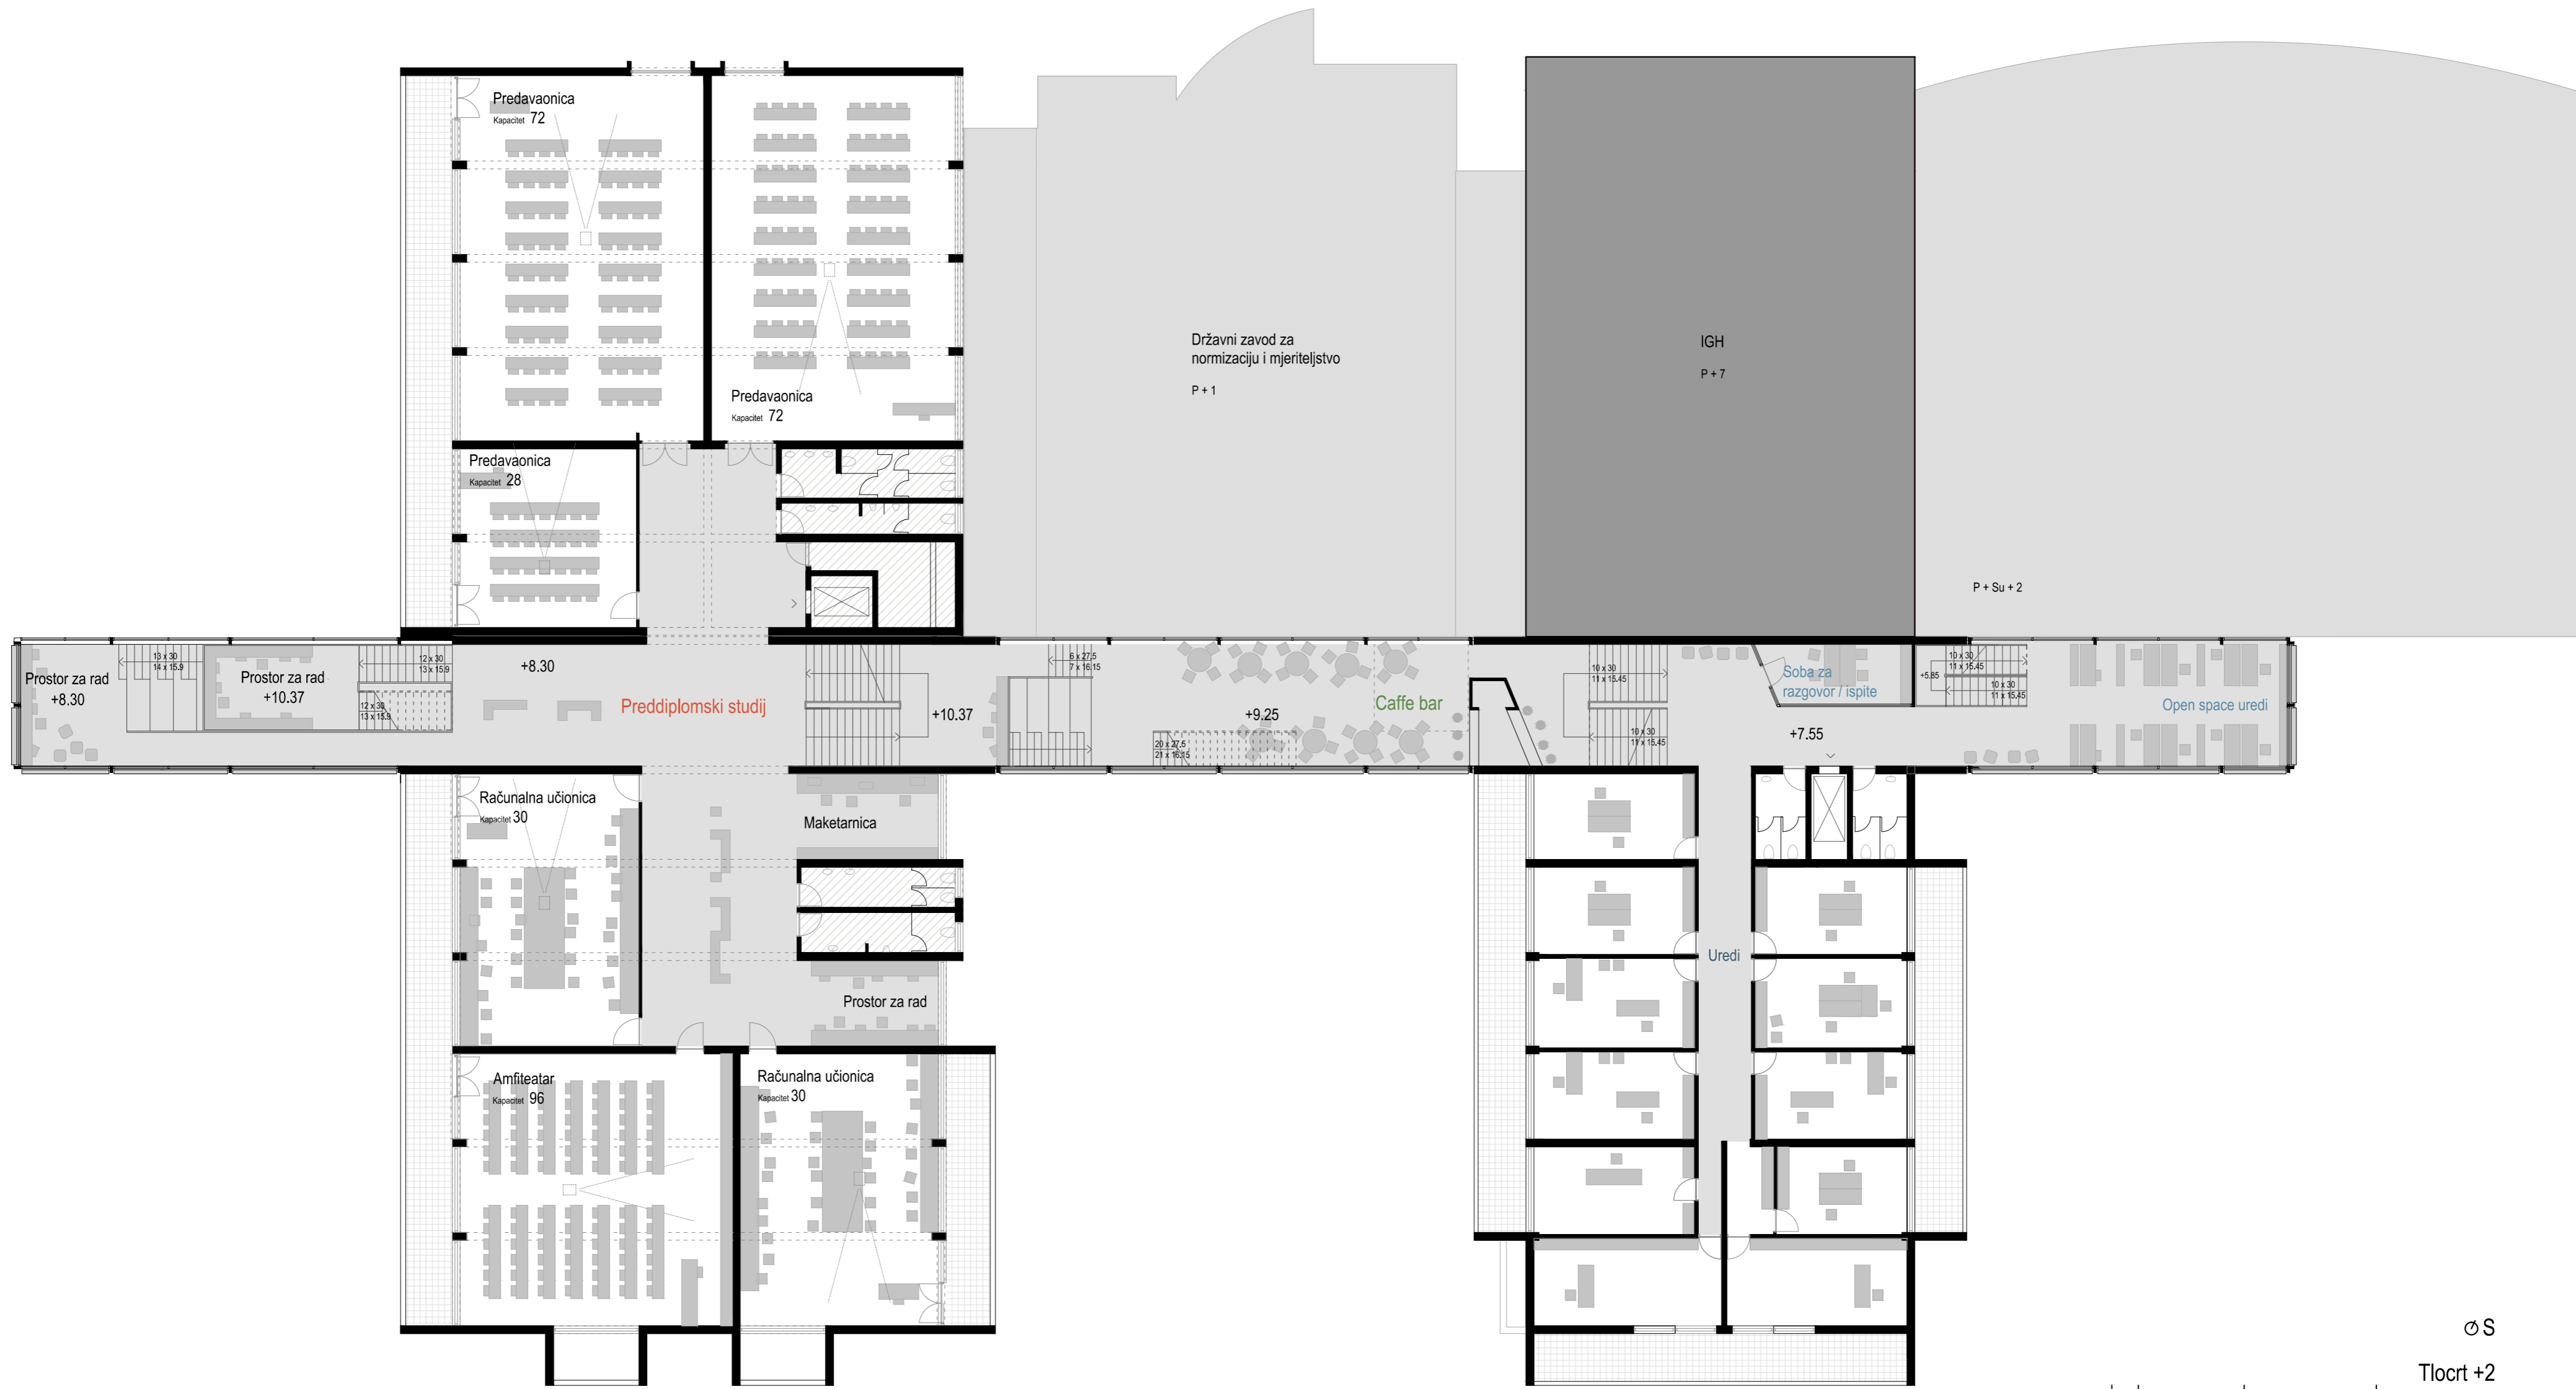 Predavaonica
Kapacitet 72
Predavaonica
Kapacitet 72
Predavaonica
Kapacitet 28
Državni zavod za
normizaciju i mjeriteljstvo
P + 1
IGH
P + 7
P + Su + 2
Prostor za rad
+8.30
13 x 30
14 x 15.9
Prostor za rad
+10.37
12 x 30
13 x 15.9
12 x 30
13 x 15.9
+8.30
Preddiplomski studij
+10.37
6 x 27,5
7 x 16,15
20 x 27,5
21 x 16,15
+9.25
Caffe bar
10 x 30
11 x 15.45
10 x 30
11 x 15.45
Soba za
razgovor / ispite
+7.55
+5.85
10 x 30
11 x 15.45
10 x 30
11 x 15.45
Open space uredi
Računalna učionica
Kapacitet 30
Maketarnica
Prostor za rad
Uredi
Amfiteatar
Kapacitet 96
Računalna učionica
Kapacitet 30
S
Tlocrt +2